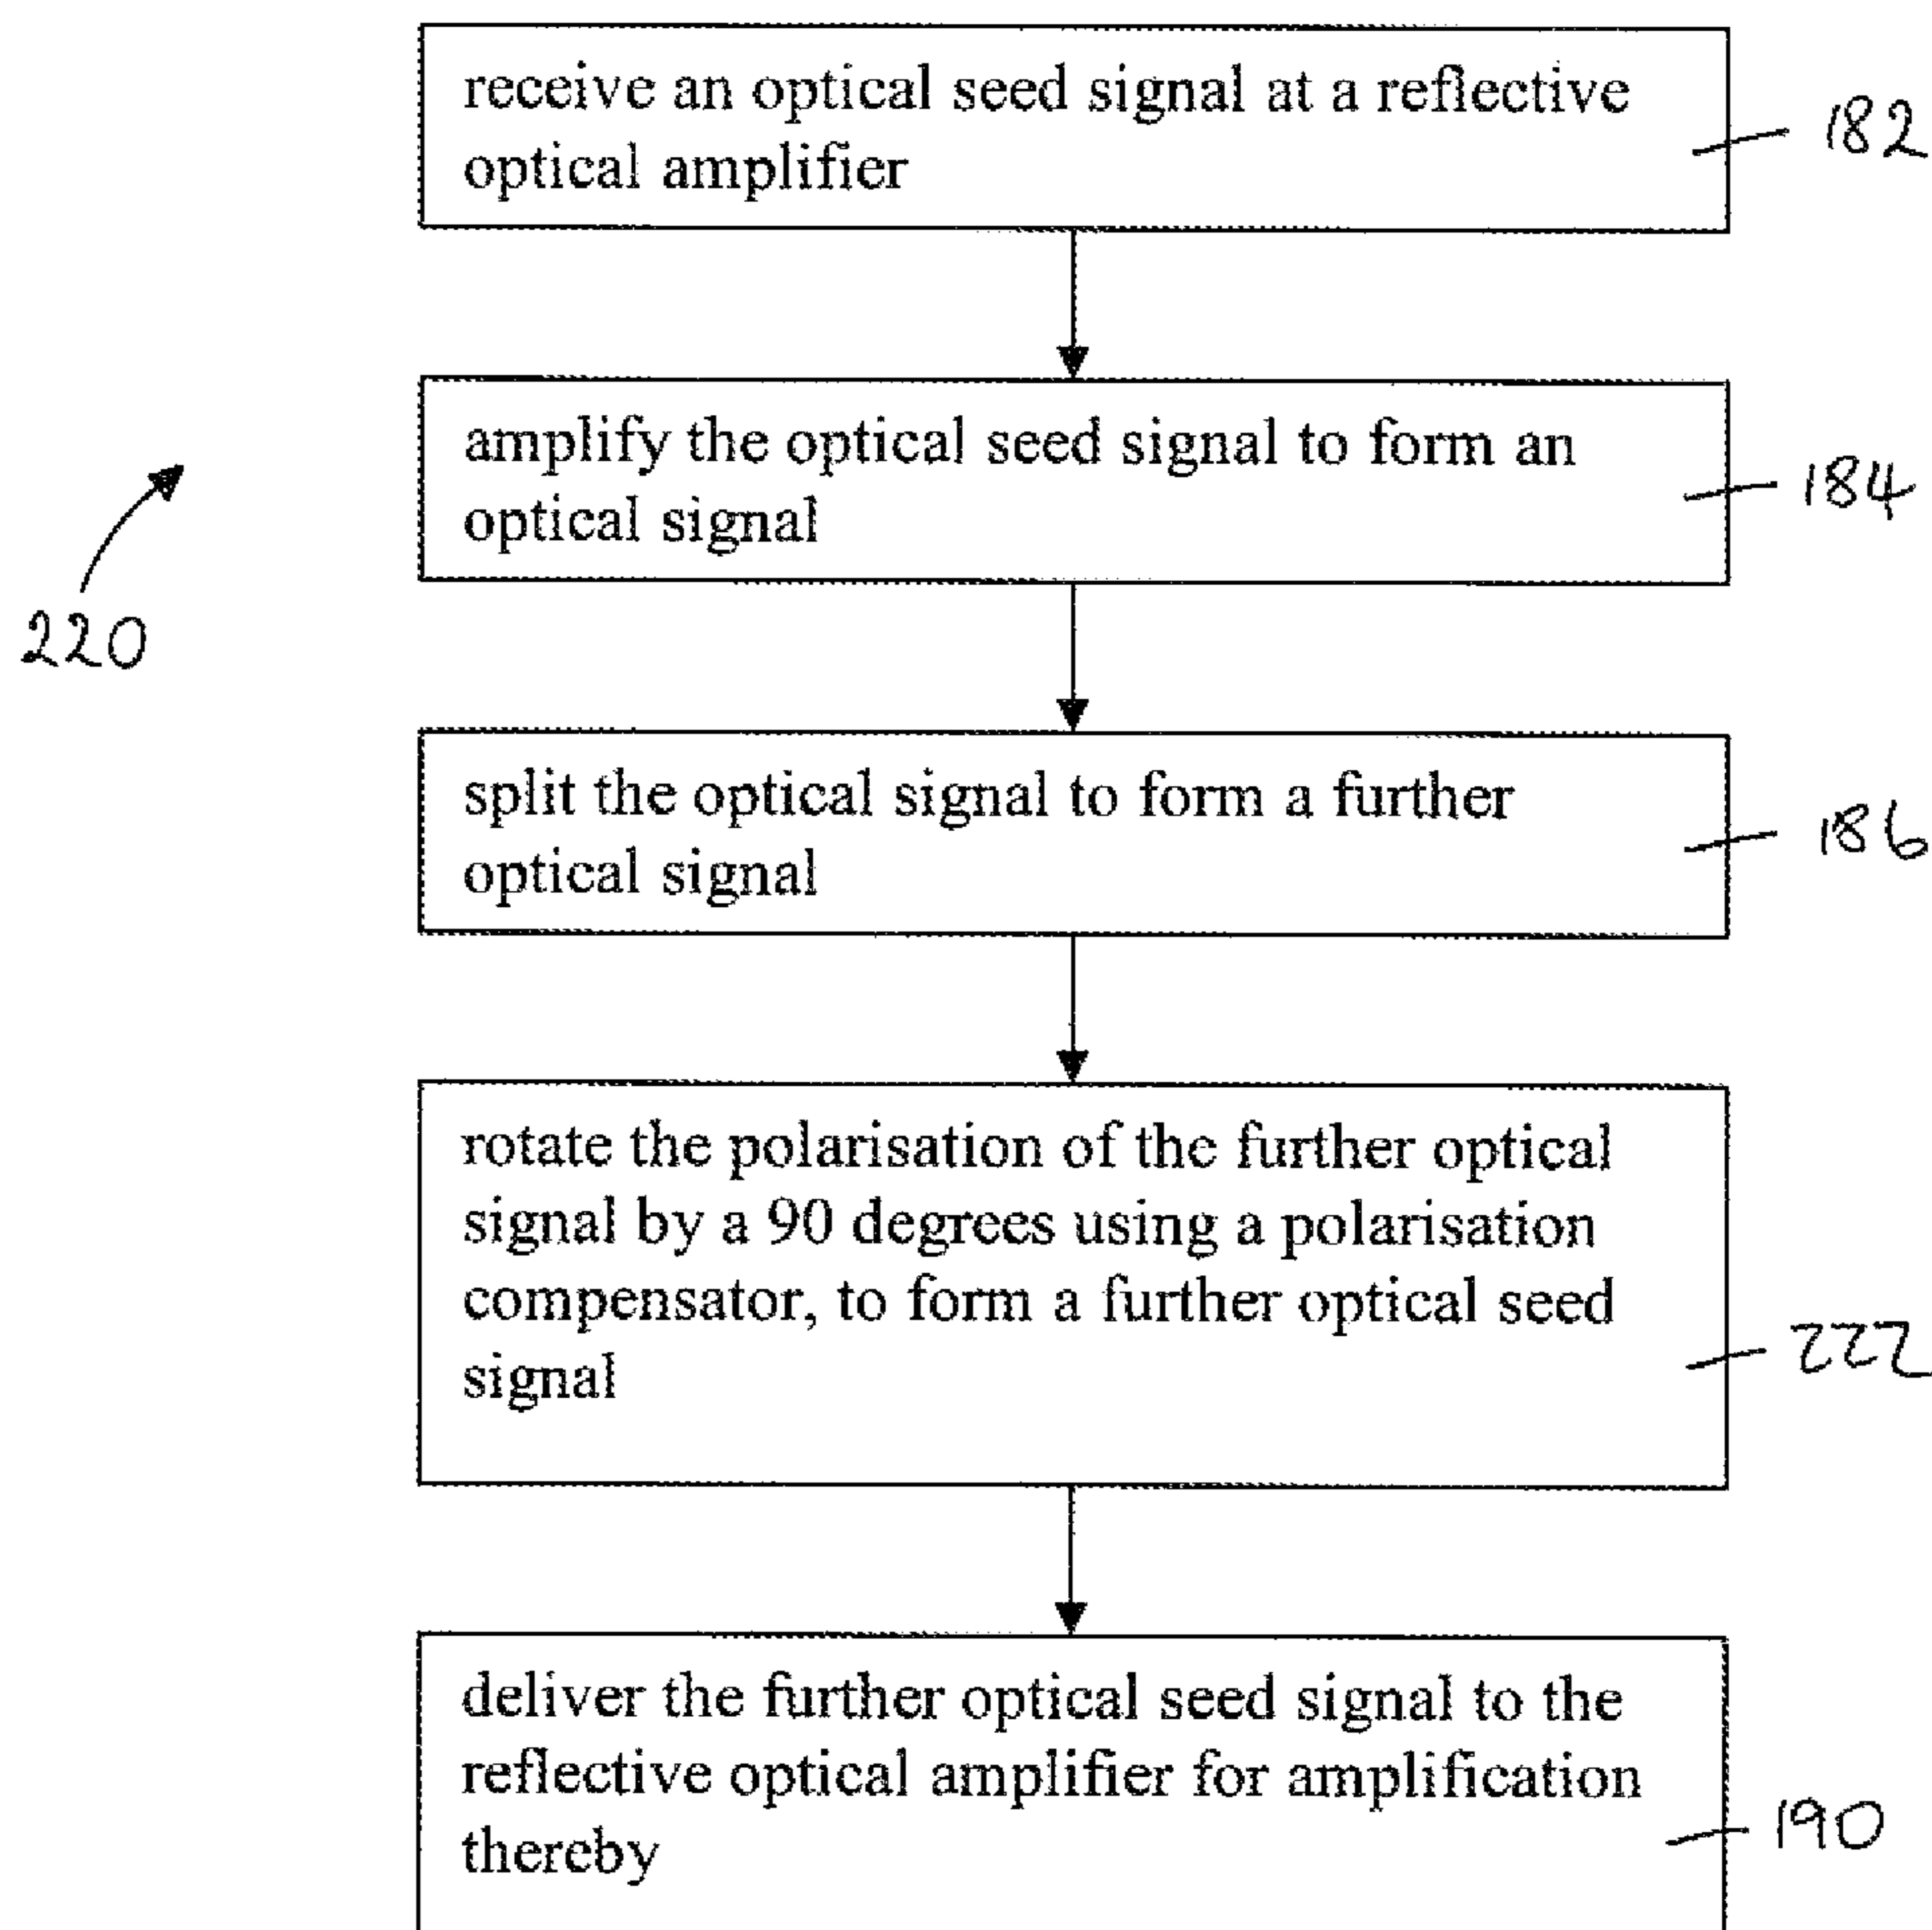 receive an optical seed signal at a reflective
optical amplifier
182
amplify the optical seed signal to form an
optical signal
184
220
split the optical signal to form a further
optical signal
186
rotate the polarisation of the further optical
signal by a 90 degrees using a polarisation
compensator, to form a further optical seed
signal
222
deliver the further optical seed signal to the
reflective optical amplifier for amplification
thereby
190